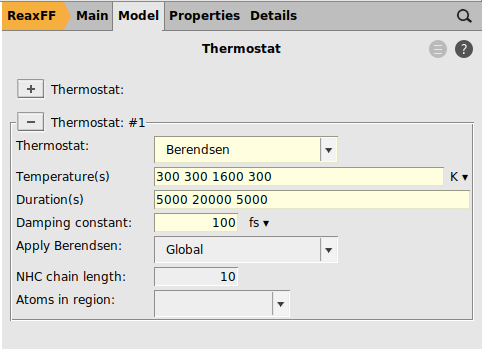 ReaxFF Main Model Properties Details
Thermostat
Thermostat:
Thermostat: #1
Thermostat: Berendsen
Temperature(s) 300 300 1600 300 K
Duration(s) 5000 20000 5000
Damping constant: 100 fs
Apply Berendsen: Global
NHC chain length: 10
Atoms in region: